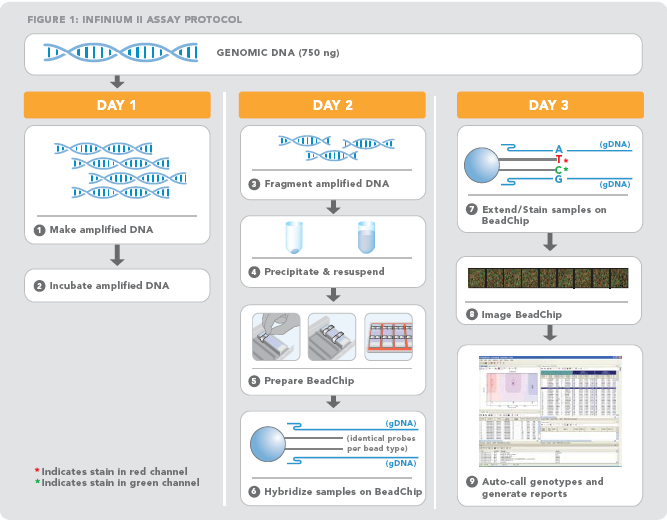 FIGURE 1: INFINIUM II ASSAY PROTOCOL
GENOMIC DNA (750 ng)
DAY 1
1 Make amplified DNA
2 Incubate amplified DNA
* Indicates stain in red channel
* Indicates stain in green channel
DAY 2
3 Fragment amplified DNA
4 Precipitate & resuspend
5 Prepare BeadChip
(gDNA)
(identical probes
per bead type)
(gDNA)
6 Hybridize samples on BeadChip
DAY 3
A (gDNA)
T*
C*
G (gDNA)
7 Extend/Stain samples on
BeadChip
8 Image BeadChip
9 Auto-call genotypes and
generate reports